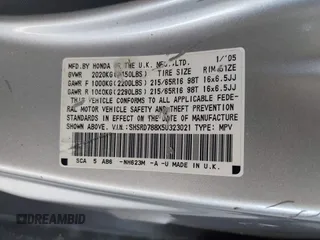 MFD.BY HONDA OF THE U.K. MFG.,LTD. 1/'05
GVWR 2020KG(4450LBS) TIRE SIZE RIM SIZE
GAWR F 1000KG(2200LBS) 215/65R16 98T 16x6.5JJ
GAWR R 1040KG(2290LBS) 215/65R16 98T 16x6.5JJ
THIS VEHICLE CONFORMS TO ALL APPLICABLE FEDE-
RAL MOTOR VEHICLE SAFETY AND THEFT PREVENTION
STANDARDS IN EFFECT ON THE DATE OF MANUFACTURE
SHOWN ABOVE. V.I.N:SHSRD788X5U323021 TYPE: MPV
SCA 5 AB6 -NH623M -A -U MADE IN U.K.
DREAMBID